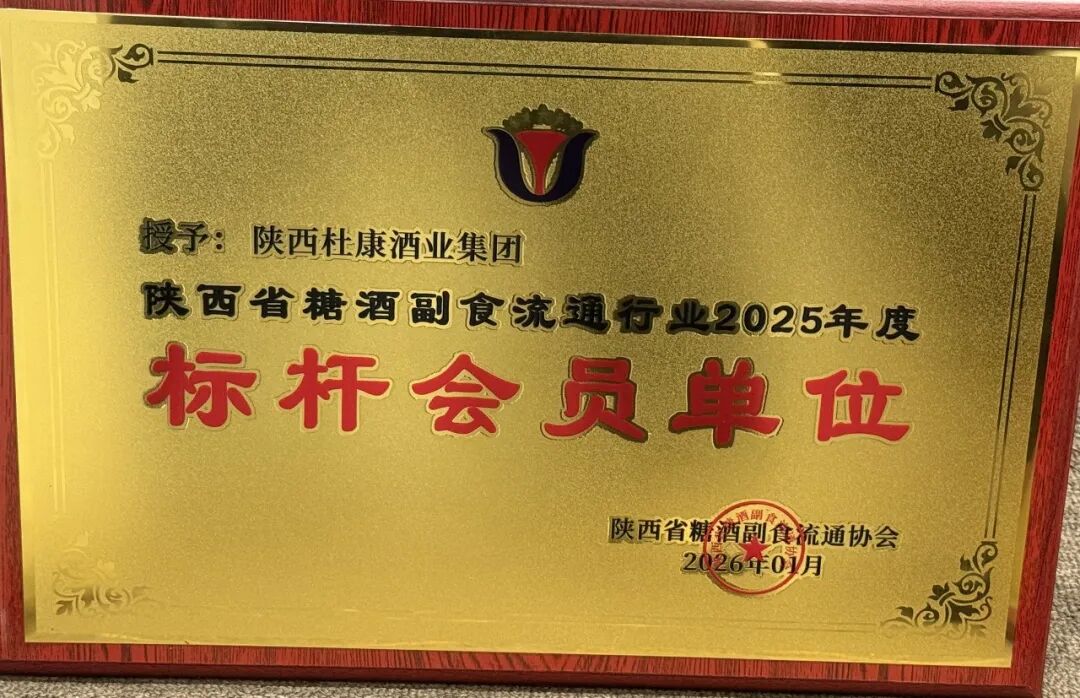 授予：陕西杜康酒业集团
陕西省糖酒副食流通行业2025年度
标杆会员单位
陕西省糖酒副食流通协会
2026年01月